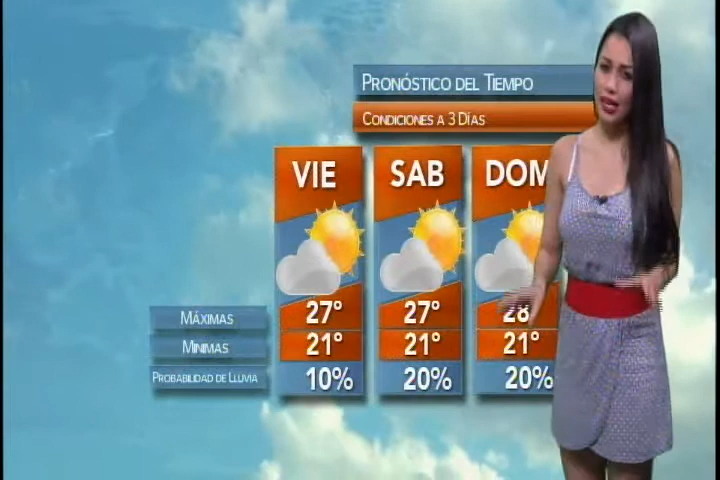 PRONÓSTICO DEL TIEMPO
CONDICIONES A 3 DÍAS
VIE SAB DOM
MÁXIMAS 27° 27° 28°
MINIMAS 21° 21° 21°
PROBABILIDAD DE LLUVIA 10% 20% 20%